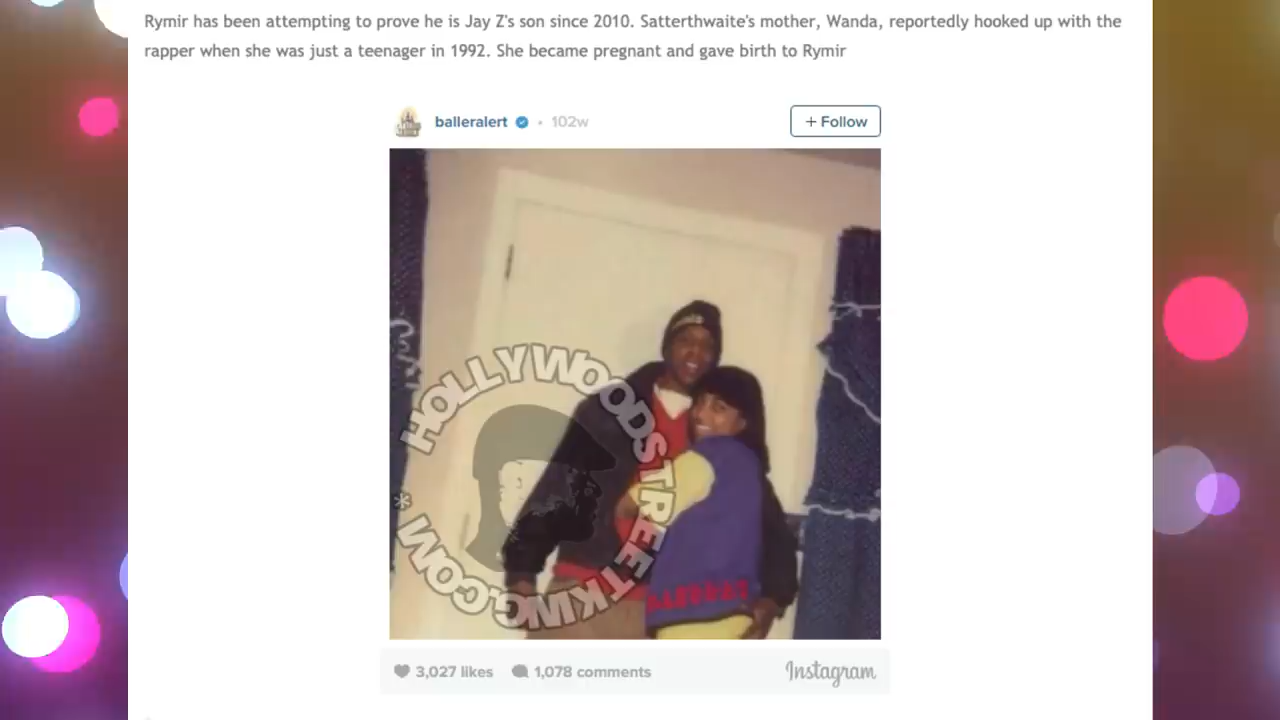 Rymir has been attempting to prove he is Jay Z's son since 2010. Satterthwaite's mother, Wanda, reportedly hooked up with the
rapper when she was just a teenager in 1992. She became pregnant and gave birth to Rymir
balleralert • 102w
+ Follow
HOLLYWOODSTREETKING.COM *
3,027 likes 1,078 comments Instagram